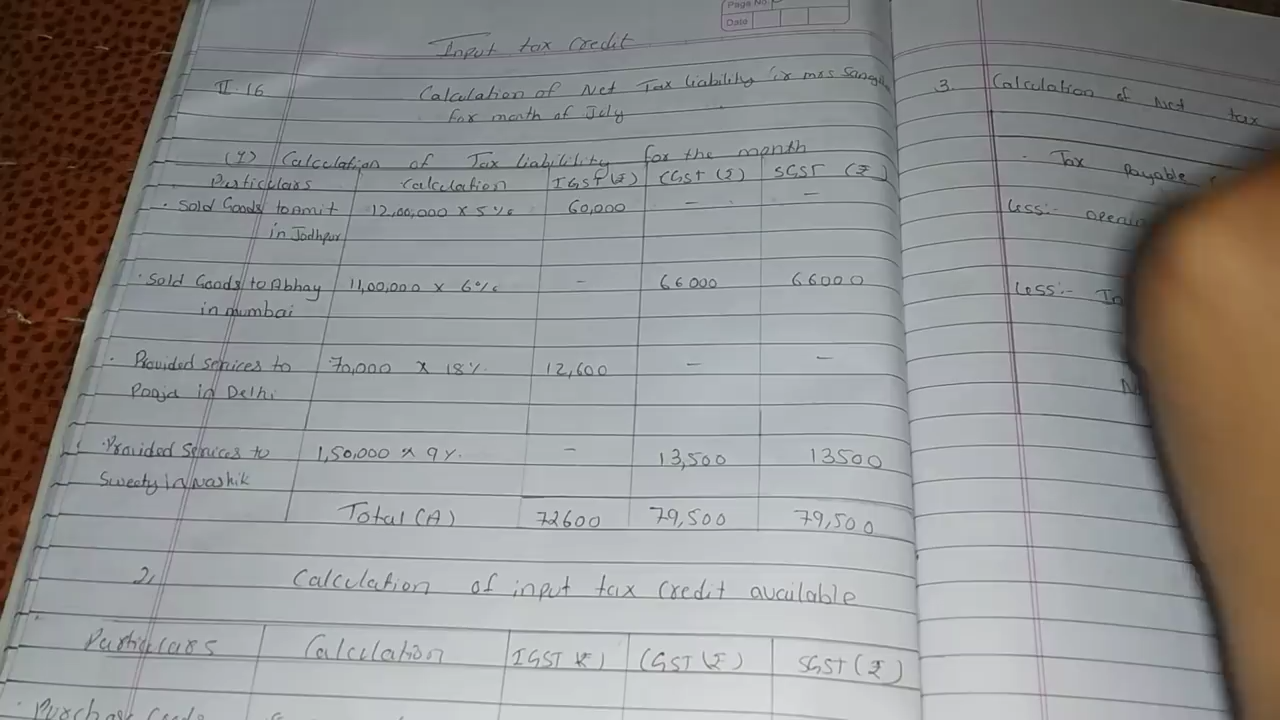 Page No
Date
Input tax Credit
II. 16 Calculation of Net Tax liability for mrs
for month of July
(1) Calculation of Tax liabilility for the month
Particulars Calculation IGST (₹) CGST (₹) SGST (₹)
· Sold Goods to Amit 12,00,000 x 5% 60,000 - -
in Jodhpur
· Sold Goods to Abhay 11,00,000 x 6% - 66000 66000
in mumbai
· Provided services to 70,000 x 18% 12,600 - -
Pooja in Delhi
· Provided Services to 1,50,000 x 9%. - 13,500 13500
Sweety in Nashik
Total (A) 72600 79,500 79,500
2, Calculation of input tax credit available
Particulars Calculation IGST ₹) CGST (₹) SGST (₹)
· Purchase Goods
3. Calculation of Net tax
· Tax Payable
Less:-
Less:-